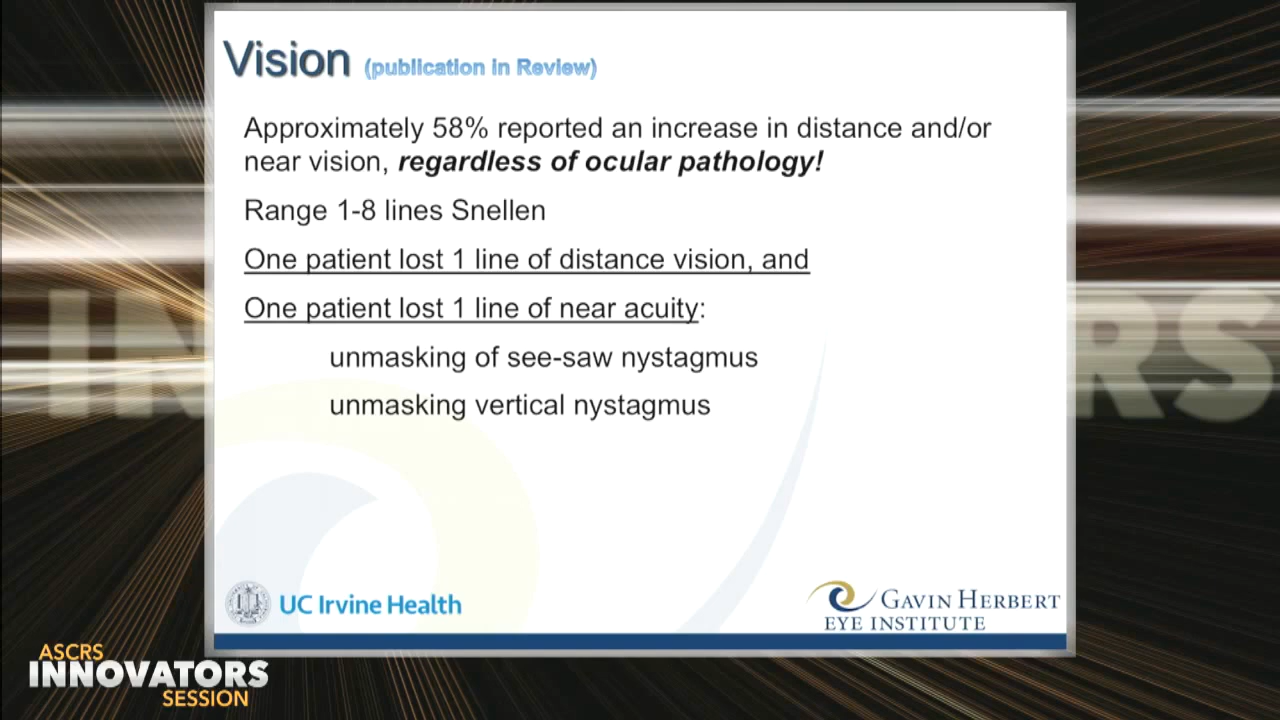 Vision (publication in Review)
Approximately 58% reported an increase in distance and/or
near vision, regardless of ocular pathology!
Range 1-8 lines Snellen
One patient lost 1 line of distance vision, and
One patient lost 1 line of near acuity:
unmasking of see-saw nystagmus
unmasking vertical nystagmus
UC Irvine Health
GAVIN HERBERT
EYE INSTITUTE
ASCRS
INNOVATORS
SESSION